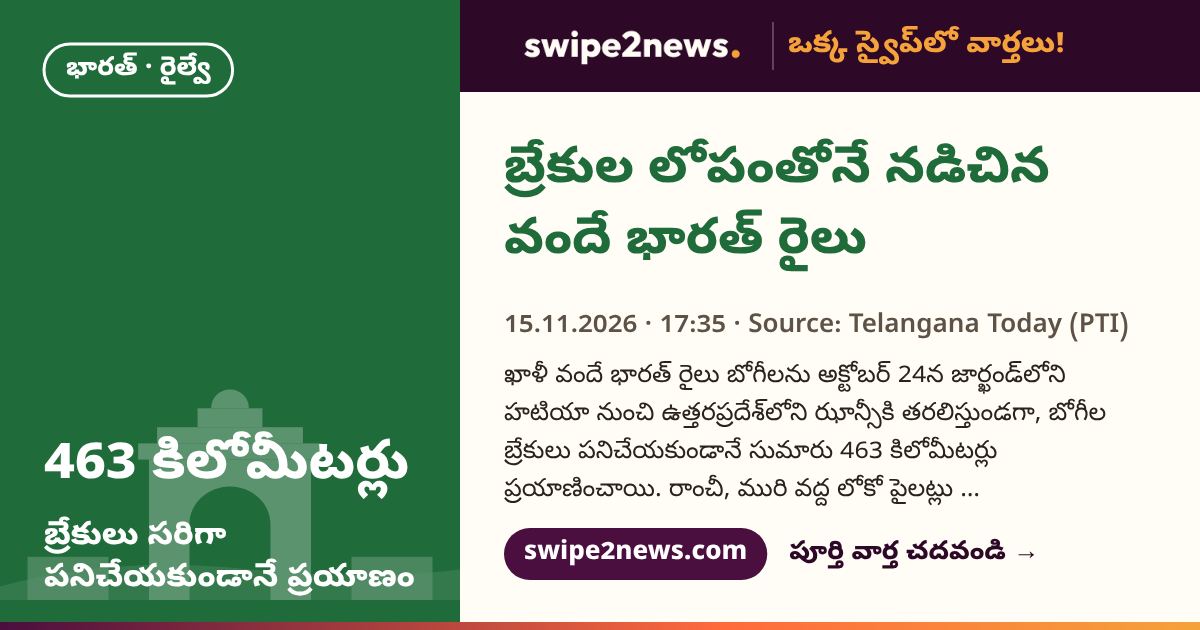 భారత్ · రైల్వే
463 కిలోమీటర్లు
బ్రేకులు సరిగా
పనిచేయకుండానే ప్రయాణం
swipe2news.
ఒక్క స్వైప్‌లో వార్తలు!
బ్రేకుల లోపంతోనే నడిచిన
వందే భారత్ రైలు
15.11.2026 · 17:35 · Source: Telangana Today (PTI)
ఖాళీ వందే భారత్ రైలు బోగీలను అక్టోబర్ 24న జార్ఖండ్‌లోని
హటియా నుంచి ఉత్తరప్రదేశ్‌లోని ఝాన్సీకి తరలిస్తుండగా, బోగీల
బ్రేకులు పనిచేయకుండానే సుమారు 463 కిలోమీటర్లు
ప్రయాణించాయి. రాంచీ, మురి వద్ద లోకో పైలట్లు ...
swipe2news.com
పూర్తి వార్త చదవండి →